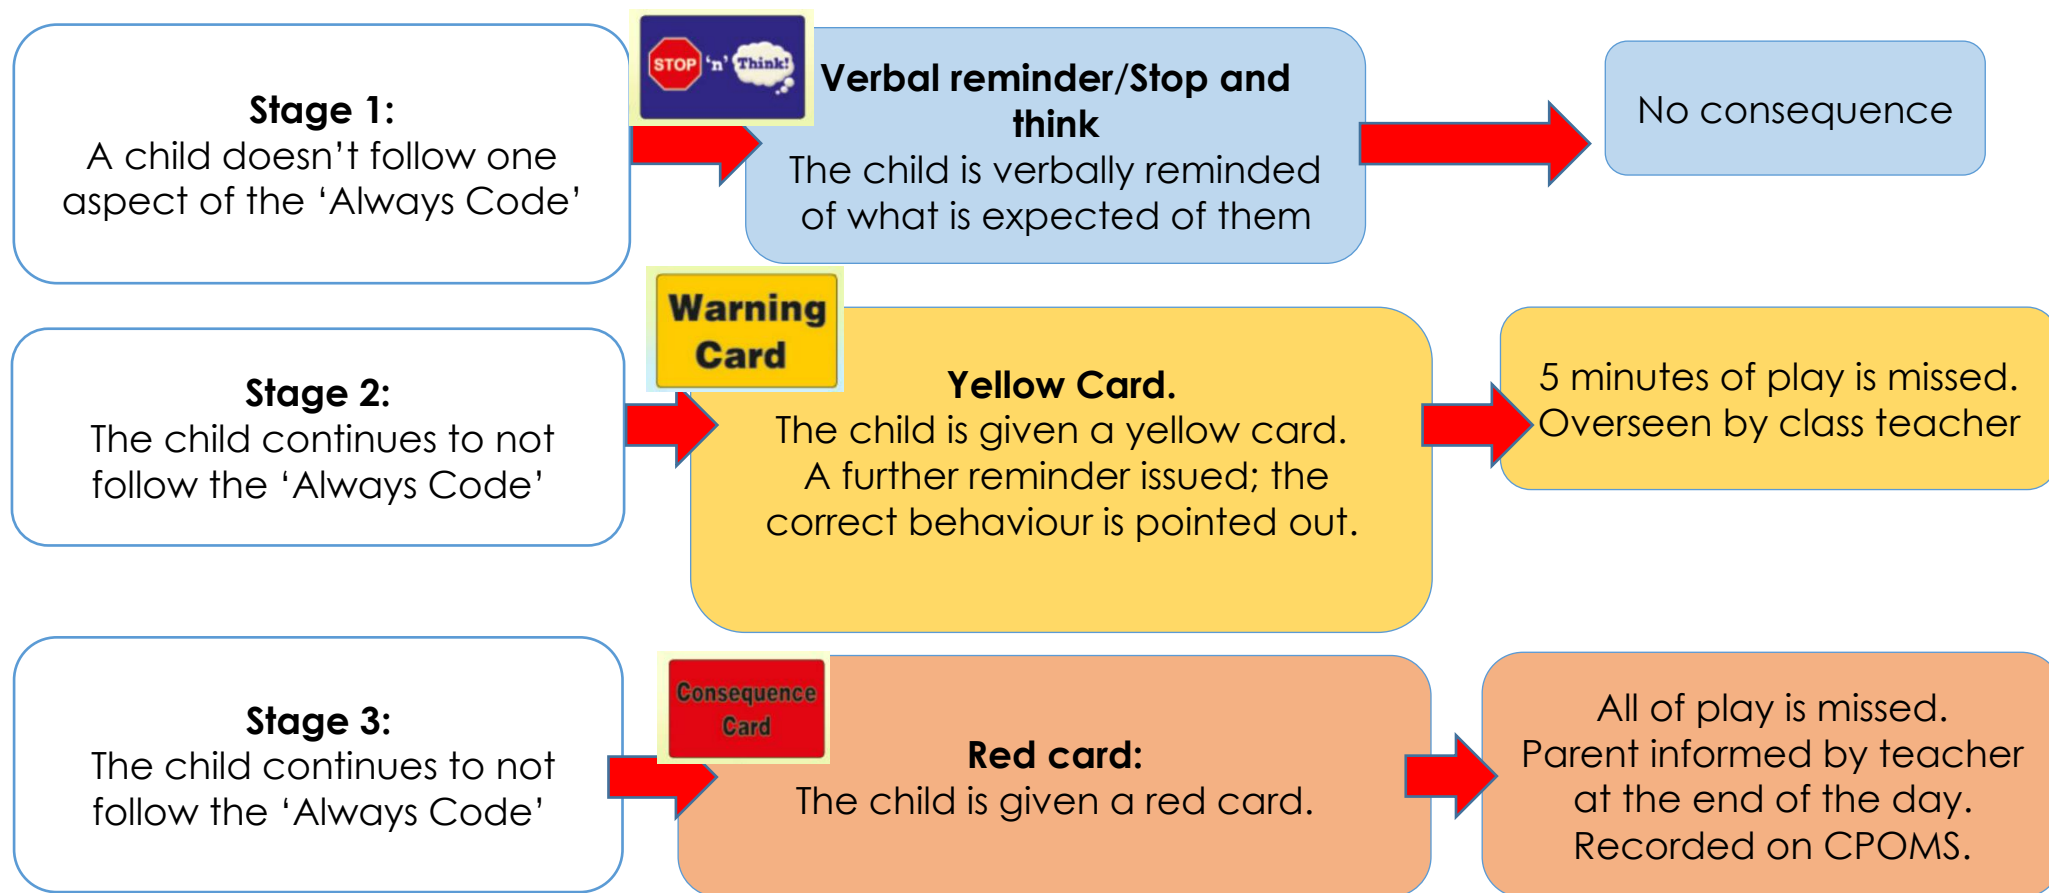 Stage 1:
A child doesn’t follow one
aspect of the ‘Always Code’
STOP ‘n’ Think!
Verbal reminder/Stop and
think
The child is verbally reminded
of what is expected of them
No consequence
Stage 2:
The child continues to not
follow the ‘Always Code’
Warning
Card
Yellow Card.
The child is given a yellow card.
A further reminder issued; the
correct behaviour is pointed out.
5 minutes of play is missed.
Overseen by class teacher
Stage 3:
The child continues to not
follow the ‘Always Code’
Consequence
Card
Red card:
The child is given a red card.
All of play is missed.
Parent informed by teacher
at the end of the day.
Recorded on CPOMS.